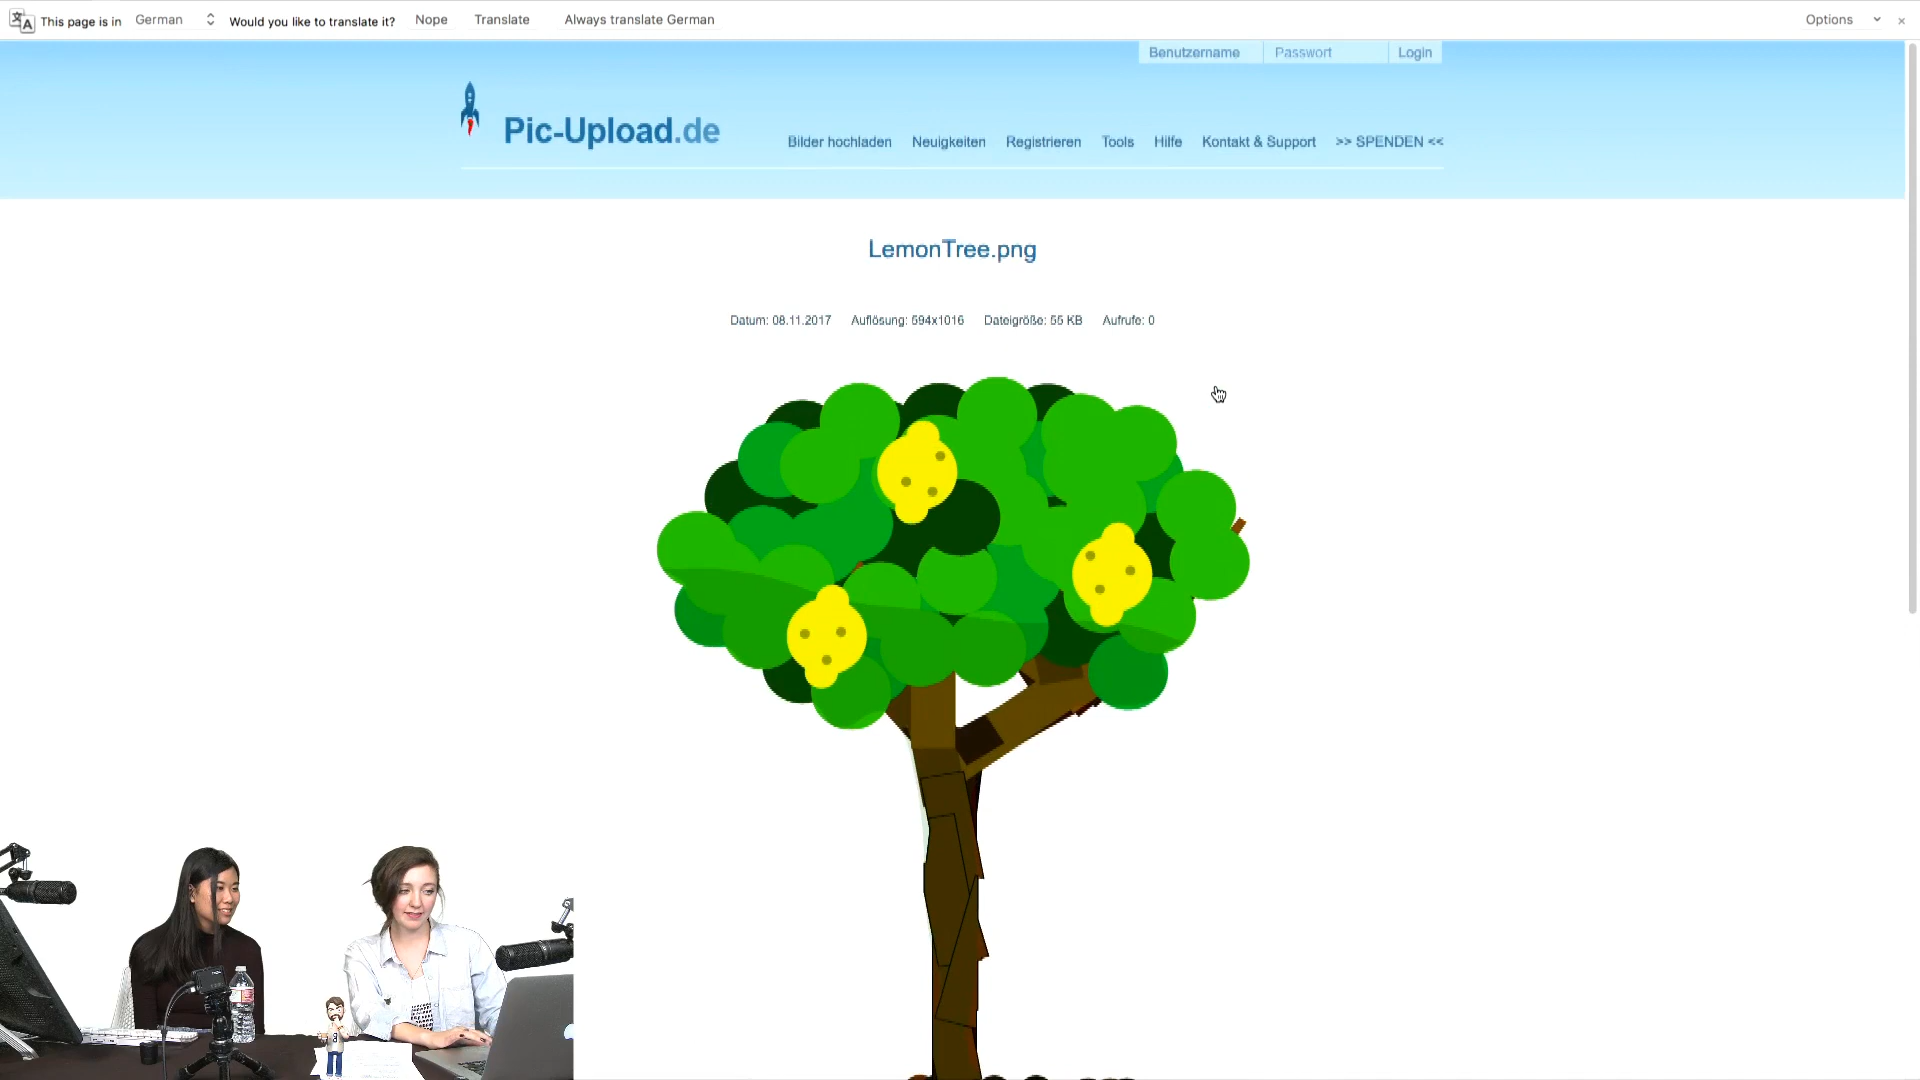 This page is in German Would you like to translate it? Nope Translate Always translate German Options
Benutzername Passwort Login
Pic-Upload.de
Bilder hochladen Neuigkeiten Registrieren Tools Hilfe Kontakt & Support >> SPENDEN <<
LemonTree.png
Datum: 08.11.2017 Auflösung: 594x1016 Dateigröße: 55 KB Aufrufe: 0